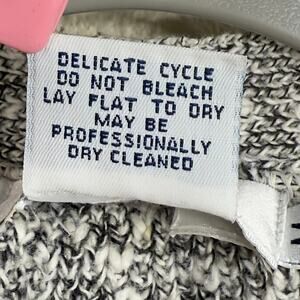 DELICATE CYCLE
DO NOT BLEACH
LAY FLAT TO DRY
MAY BE
PROFESSIONALLY
DRY CLEANED